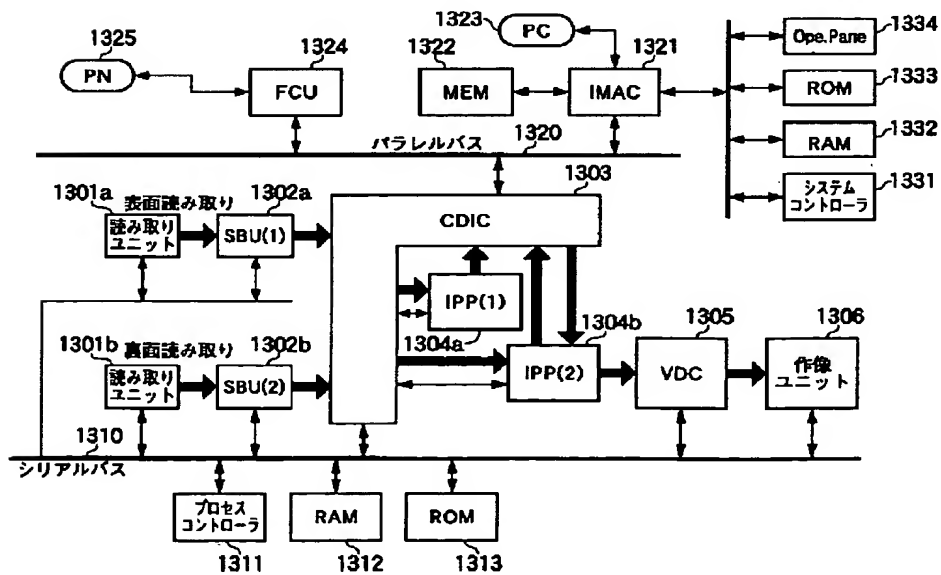 1323
PC
1334
1325
1324
1322
1321
Ope.Pane
PN
FCU
MEM
IMAC
1333
ROM
1320
1332
パラレルバス
RAM
1303
1331
1301a
表面読み取り
1302a
システム
コントローラ
CDIC
読み取り
ユニット
SBU(1)
IPP(1)
1301b
裏面読み取り
1302b
1304a
1304b
1305
1306
読み取り
ユニット
SBU(2)
IPP(2)
VDC
作像
ユニット
1310
シリアルバス
プロセス
コントローラ
RAM
ROM
1311
1312
1313